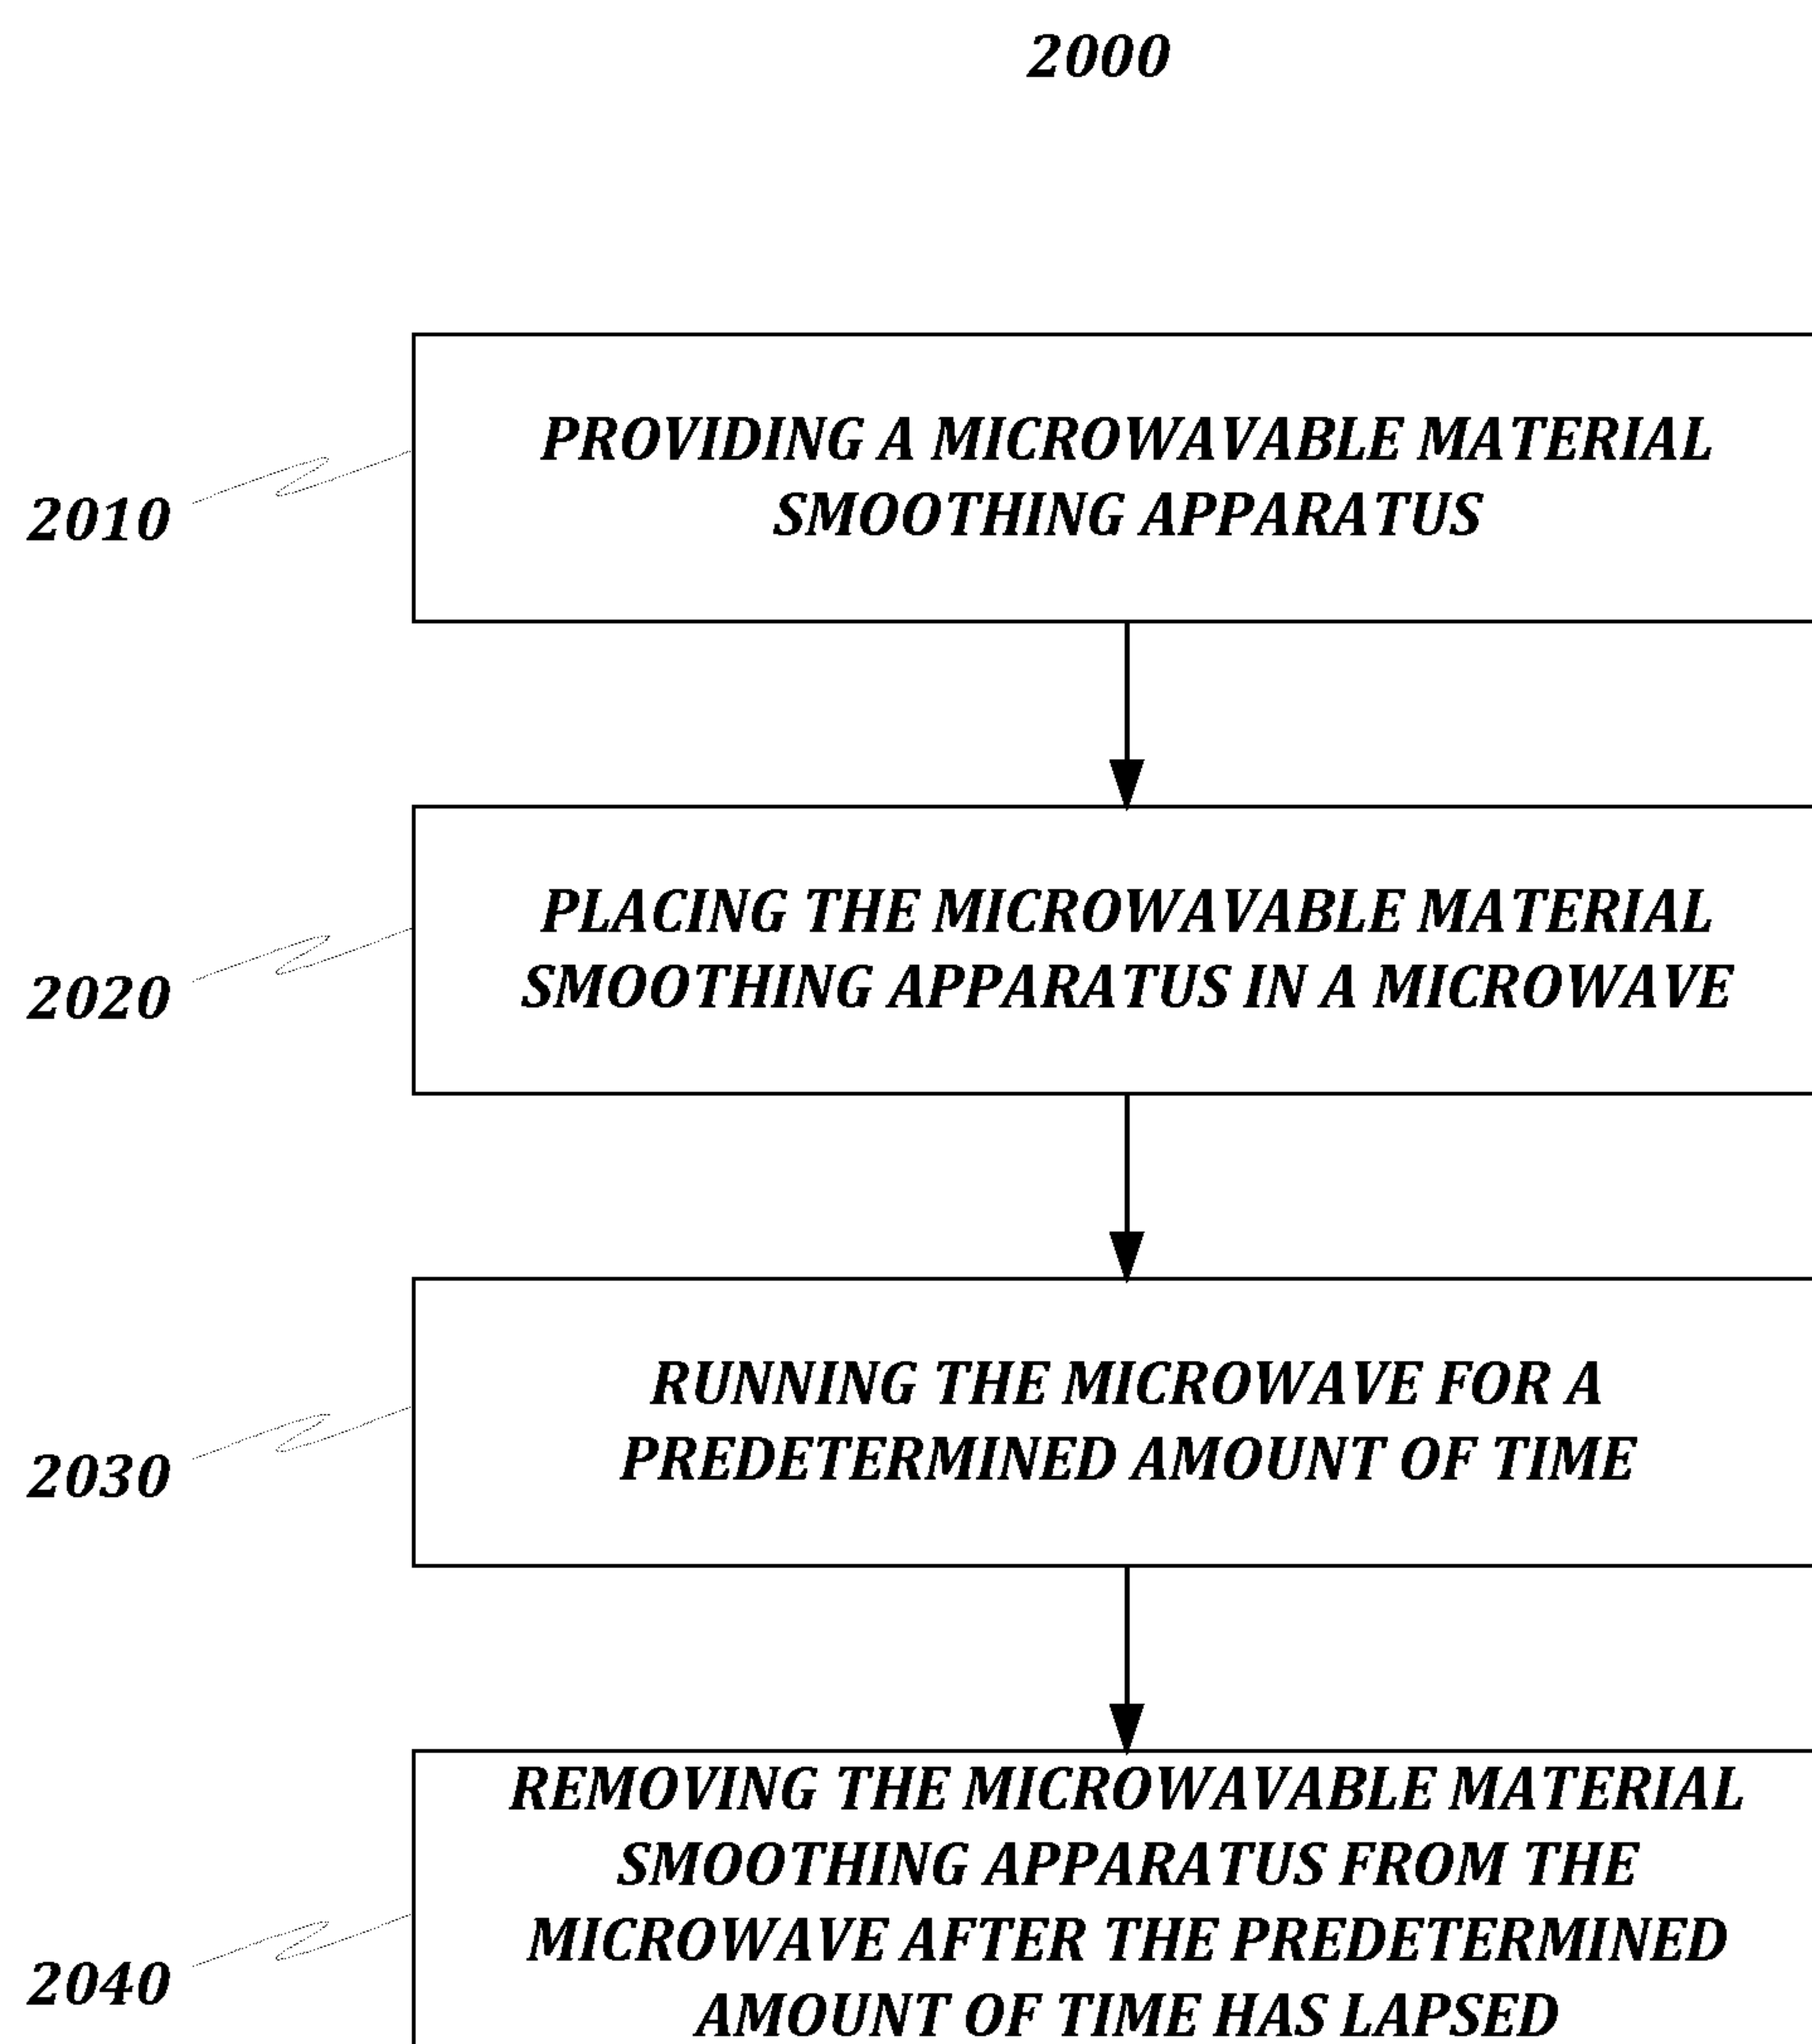 2000
PROVIDING A MICROWAVABLE MATERIAL
SMOOTHING APPARATUS
2010
PLACING THE MICROWAVABLE MATERIAL
SMOOTHING APPARATUS IN A MICROWAVE
2020
RUNNING THE MICROWAVE FOR A
PREDETERMINED AMOUNT OF TIME
2030
REMOVING THE MICROWAVABLE MATERIAL
SMOOTHING APPARATUS FROM THE
MICROWAVE AFTER THE PREDETERMINED
AMOUNT OF TIME HAS LAPSED
2040